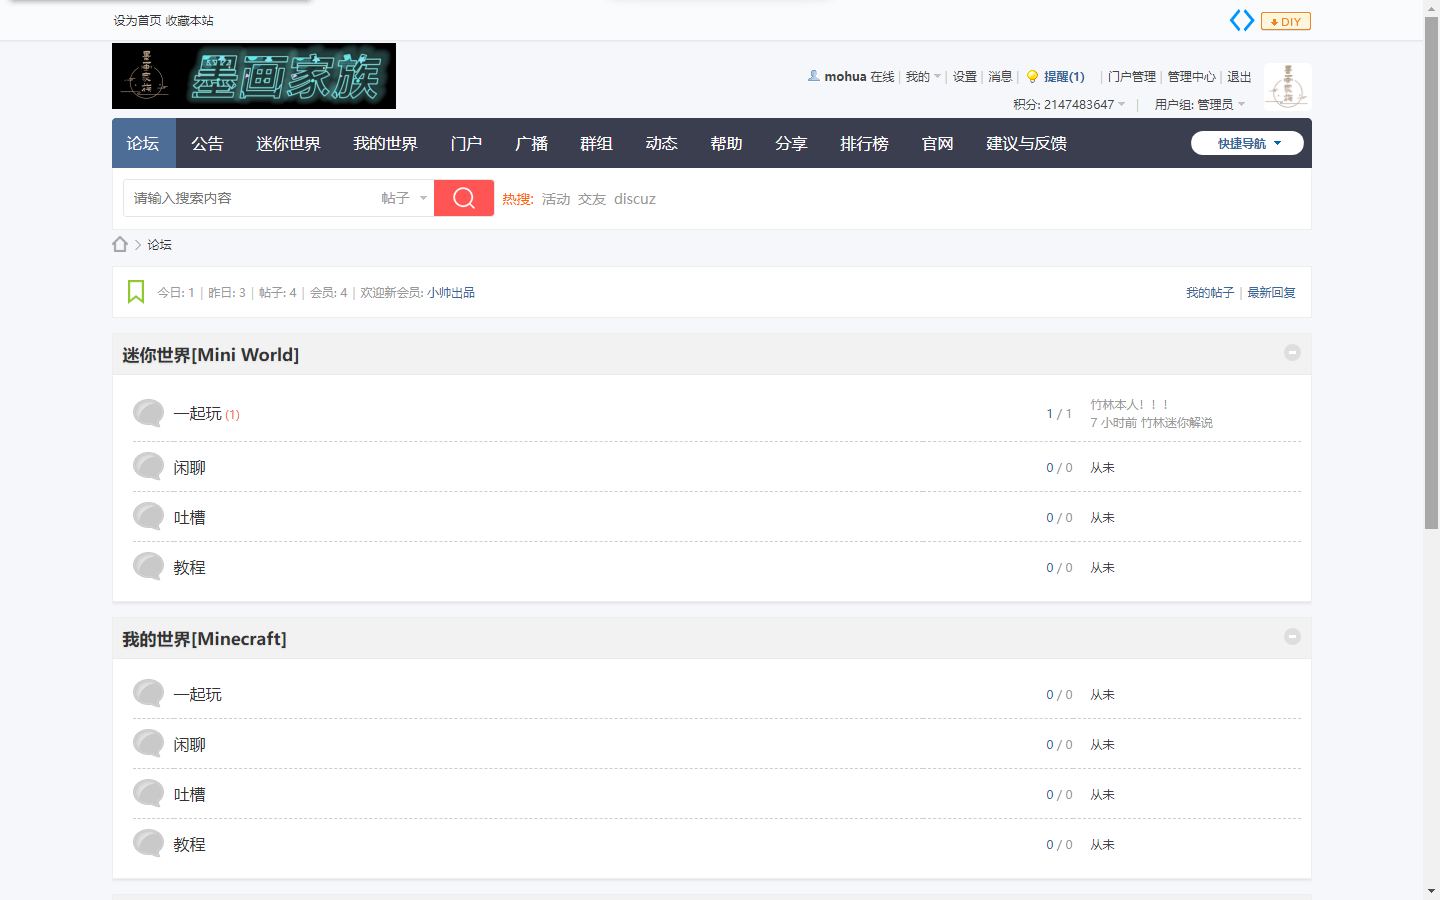 设为首页 收藏本站
DIY
墨画家族
墨画家族
mohua 在线 | 我的 | 设置 | 消息 | 提醒(1) | 门户管理 | 管理中心 | 退出
墨画家族
积分: 2147483647 | 用户组: 管理员
论坛 公告 迷你世界 我的世界 门户 广播 群组 动态 帮助 分享 排行榜 官网 建议与反馈 快捷导航
请输入搜索内容 帖子 热搜: 活动 交友 discuz
论坛
今日: 1 | 昨日: 3 | 帖子: 4 | 会员: 4 | 欢迎新会员: 小帅出品 我的帖子 | 最新回复
迷你世界[Mini World]
一起玩 (1) 1 / 1 竹林本人！！！
7 小时前 竹林迷你解说
闲聊 0 / 0 从未
吐槽 0 / 0 从未
教程 0 / 0 从未
我的世界[Minecraft]
一起玩 0 / 0 从未
闲聊 0 / 0 从未
吐槽 0 / 0 从未
教程 0 / 0 从未